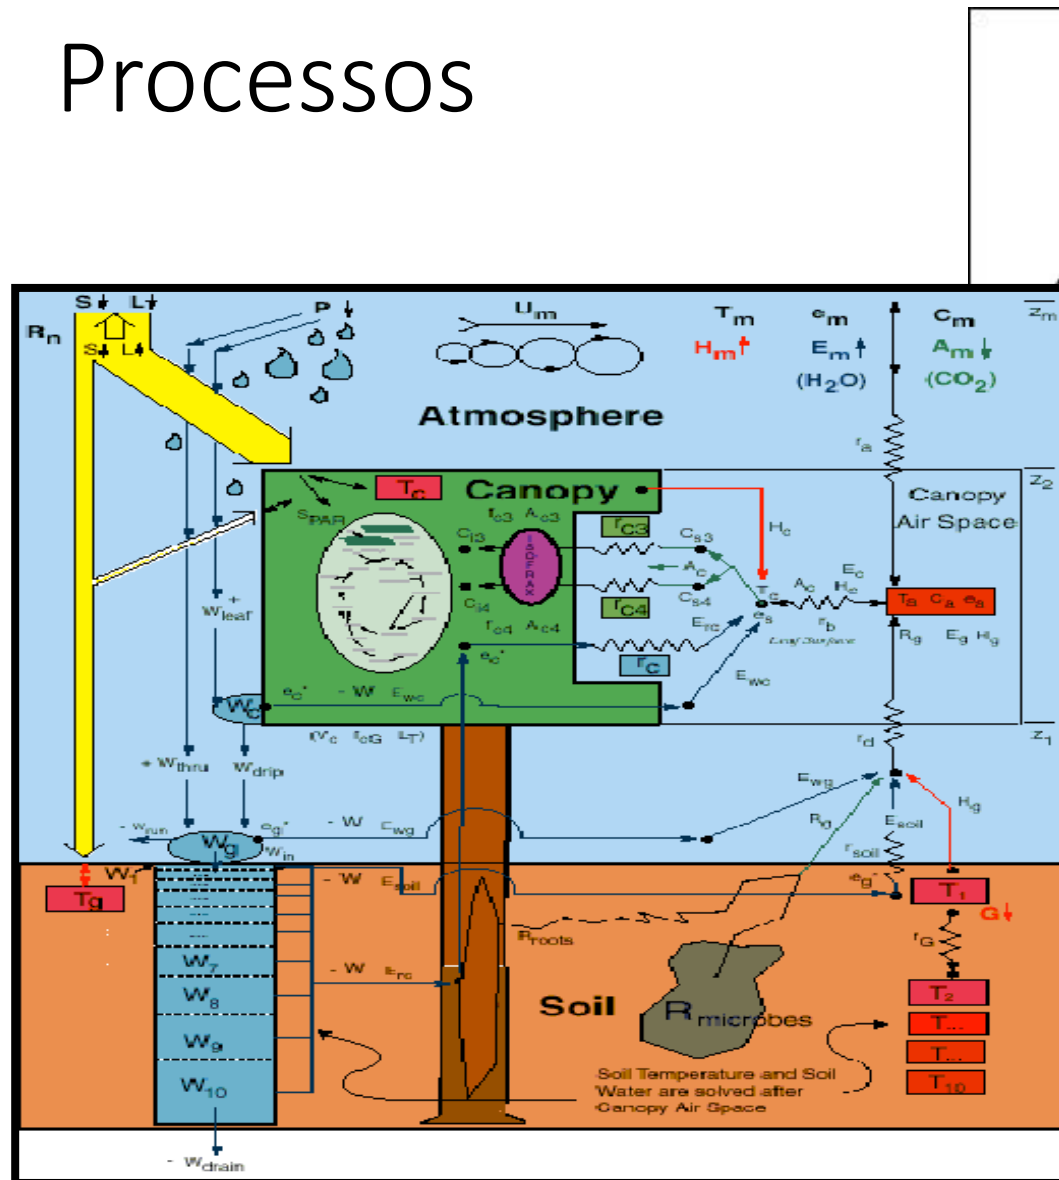 Processos
S L
P
Um
Tm
em
Cm
zm
Rn
Hm
Em
Am
S L
(H2O)
(CO2)
Atmosphere
ra
z2
Tc
Canopy
Canopy
Air Space
SPAR
rc3 Ac3
rc3
Ci3
ISOFRAX
Cs3
Hc
Ac
Ec
Hc
Ac
Ci4
rc4
Cs4
Tc
es
rb
Ta Ca ea
+
Wleaf
rc4 Ac4
Erc
Leaf Surface
Rg Eg Hg
ec*
rc
Ewc
Wc
ec* - W Ewc
(Vc fcG LT)
z1
rd
+ Wthru
Wdrip
Ewg
Hg
Rg
Esoil
- Wrun
Wg
eg*
Win
- W Ewg
rsoil
W1
- W Esoil
eg*
T1
Tg
G
Rroots
rG
W7
- W Erc
W8
T2
Soil
Rmicrobes
T...
W9
T...
W10
Soil Temperature and Soil
Water are solved after
Canopy Air Space
T10
- Wdrain